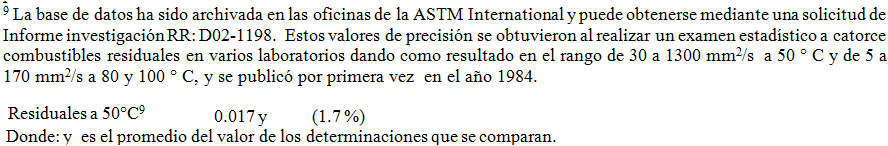 ⁹ La base de datos ha sido archivada en las oficinas de la ASTM International y puede obtenerse mediante una solicitud de
Informe investigación RR: D02-1198. Estos valores de precisión se obtuvieron al realizar un examen estadístico a catorce
combustibles residuales en varios laboratorios dando como resultado en el rango de 30 a 1300 mm²/s a 50 ° C y de 5 a
170 mm²/s a 80 y 100 ° C, y se publicó por primera vez en el año 1984.
Residuales a 50°C⁹ 0.017 y (1.7 %)
Donde: y es el promedio del valor de los determinaciones que se comparan.